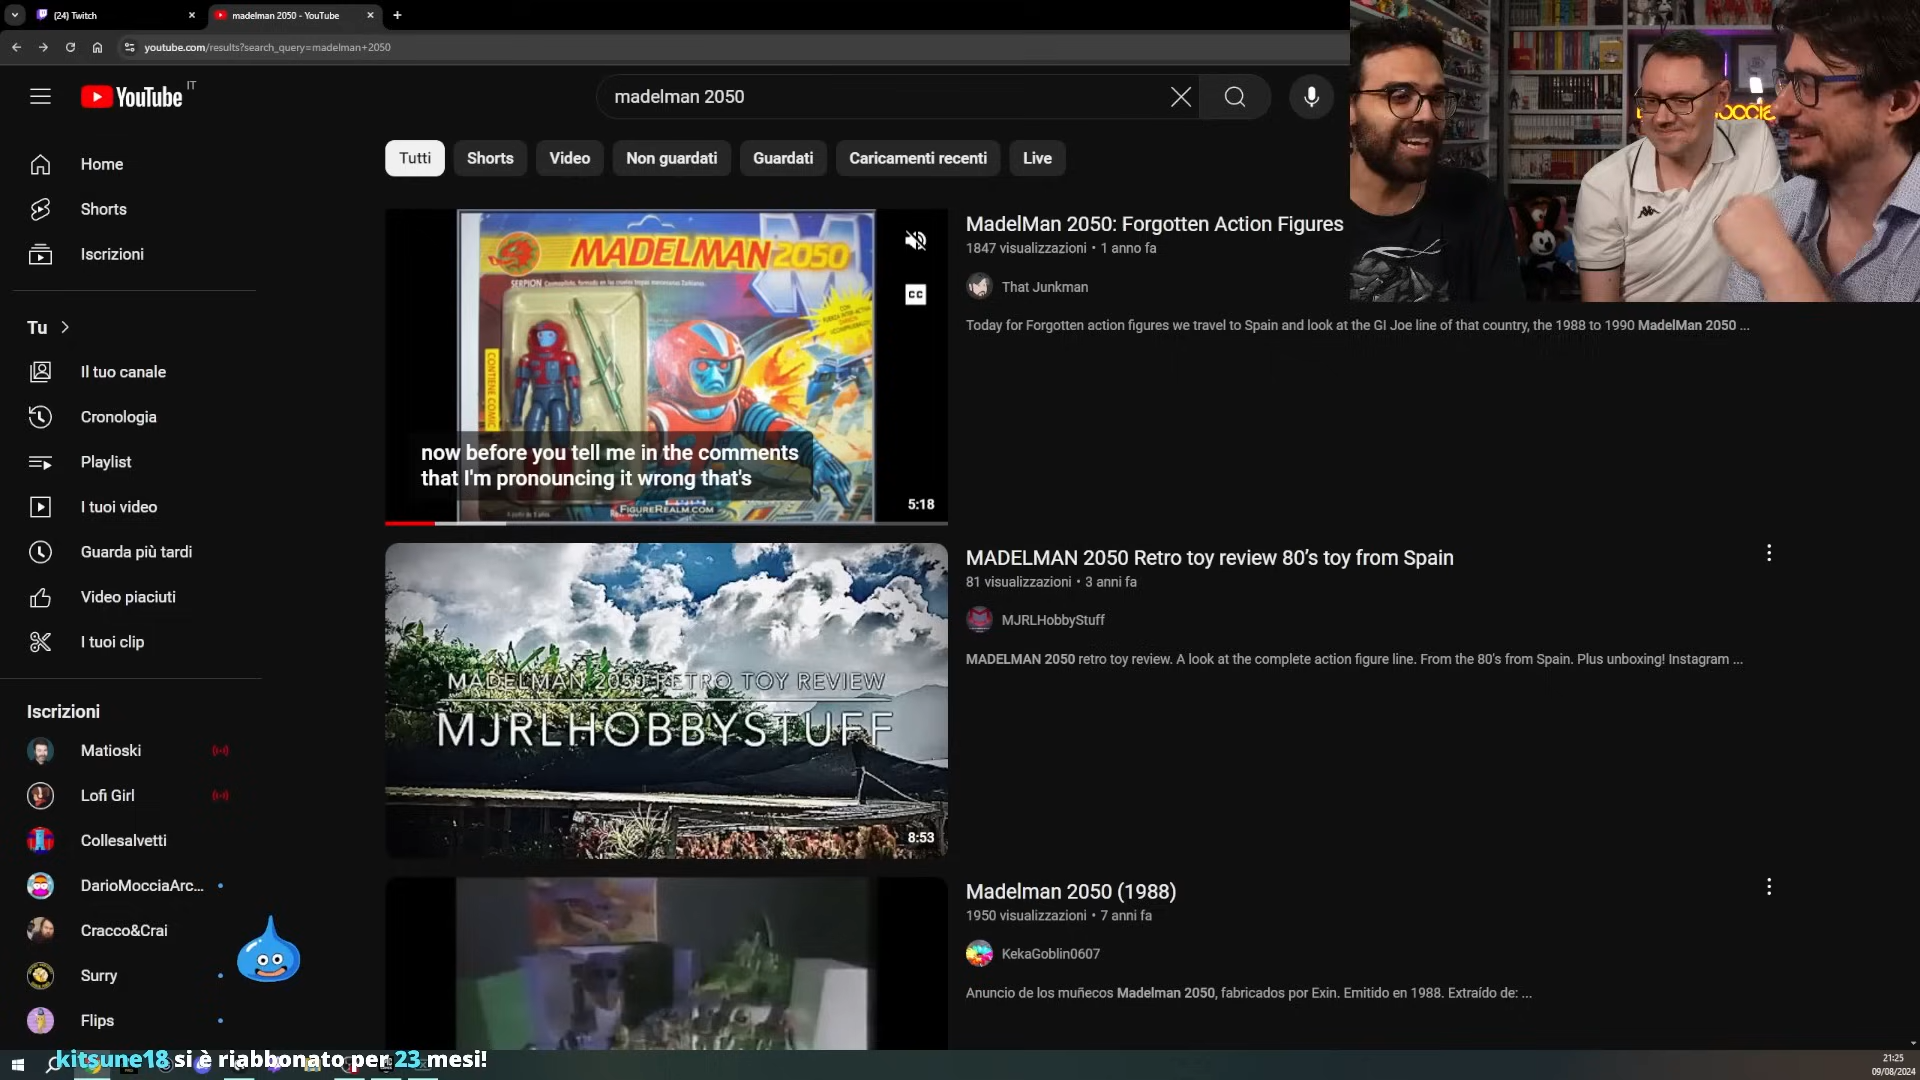 (24) Twitch
madelman 2050 - YouTube
youtube.com/results?search_query=madelman+2050
YouTube IT
madelman 2050
Tutti
Shorts
Video
Non guardati
Guardati
Caricamenti recenti
Live
Home
Shorts
Iscrizioni
Tu
Il tuo canale
Cronologia
Playlist
I tuoi video
Guarda più tardi
Video piaciuti
I tuoi clip
Iscrizioni
Matioski
Lofi Girl
Collesalvetti
DarioMocciaArc...
Cracco&Crai
Surry
Flips
MADELMAN 2050
SERPION
CONTIENE COMIC
CC
now before you tell me in the comments
that I'm pronouncing it wrong that's
FIGUREREALM.COM
5:18
MadelMan 2050: Forgotten Action Figures
1847 visualizzazioni • 1 anno fa
That Junkman
Today for Forgotten action figures we travel to Spain and look at the GI Joe line of that country, the 1988 to 1990 MadelMan 2050 ...
MADELMAN 2050 RETRO TOY REVIEW
MJRLHOBBYSTUFF
8:53
MADELMAN 2050 Retro toy review 80’s toy from Spain
81 visualizzazioni • 3 anni fa
MJRLHobbyStuff
MADELMAN 2050 retro toy review. A look at the complete action figure line. From the 80's from Spain. Plus unboxing! Instagram ...
Madelman 2050 (1988)
1950 visualizzazioni • 7 anni fa
KekaGoblin0607
Anuncio de los muñecos Madelman 2050, fabricados por Exin. Emitido en 1988. Extraído de: ...
kitsune18 si è riabbonato per 23 mesi!
21:25
09/08/2024